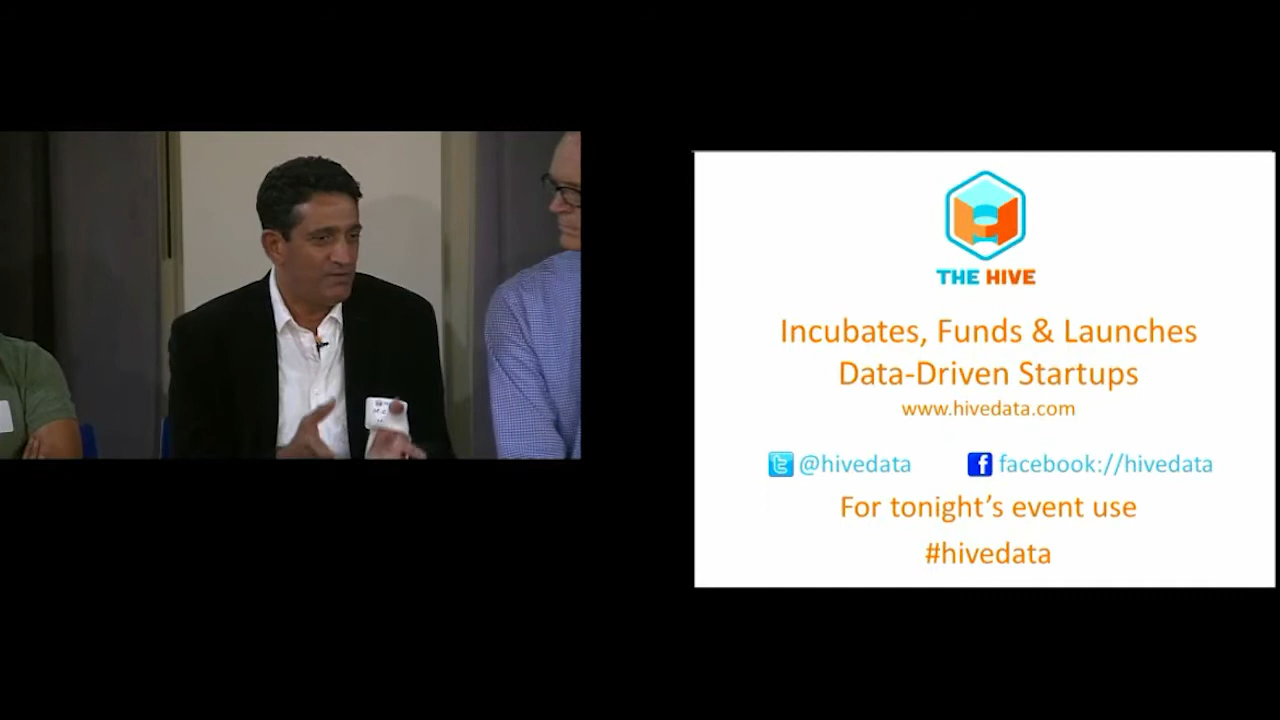 THE HIVE
Incubates, Funds & Launches
Data-Driven Startups
www.hivedata.com
@hivedata facebook://hivedata
For tonight's event use
#hivedata